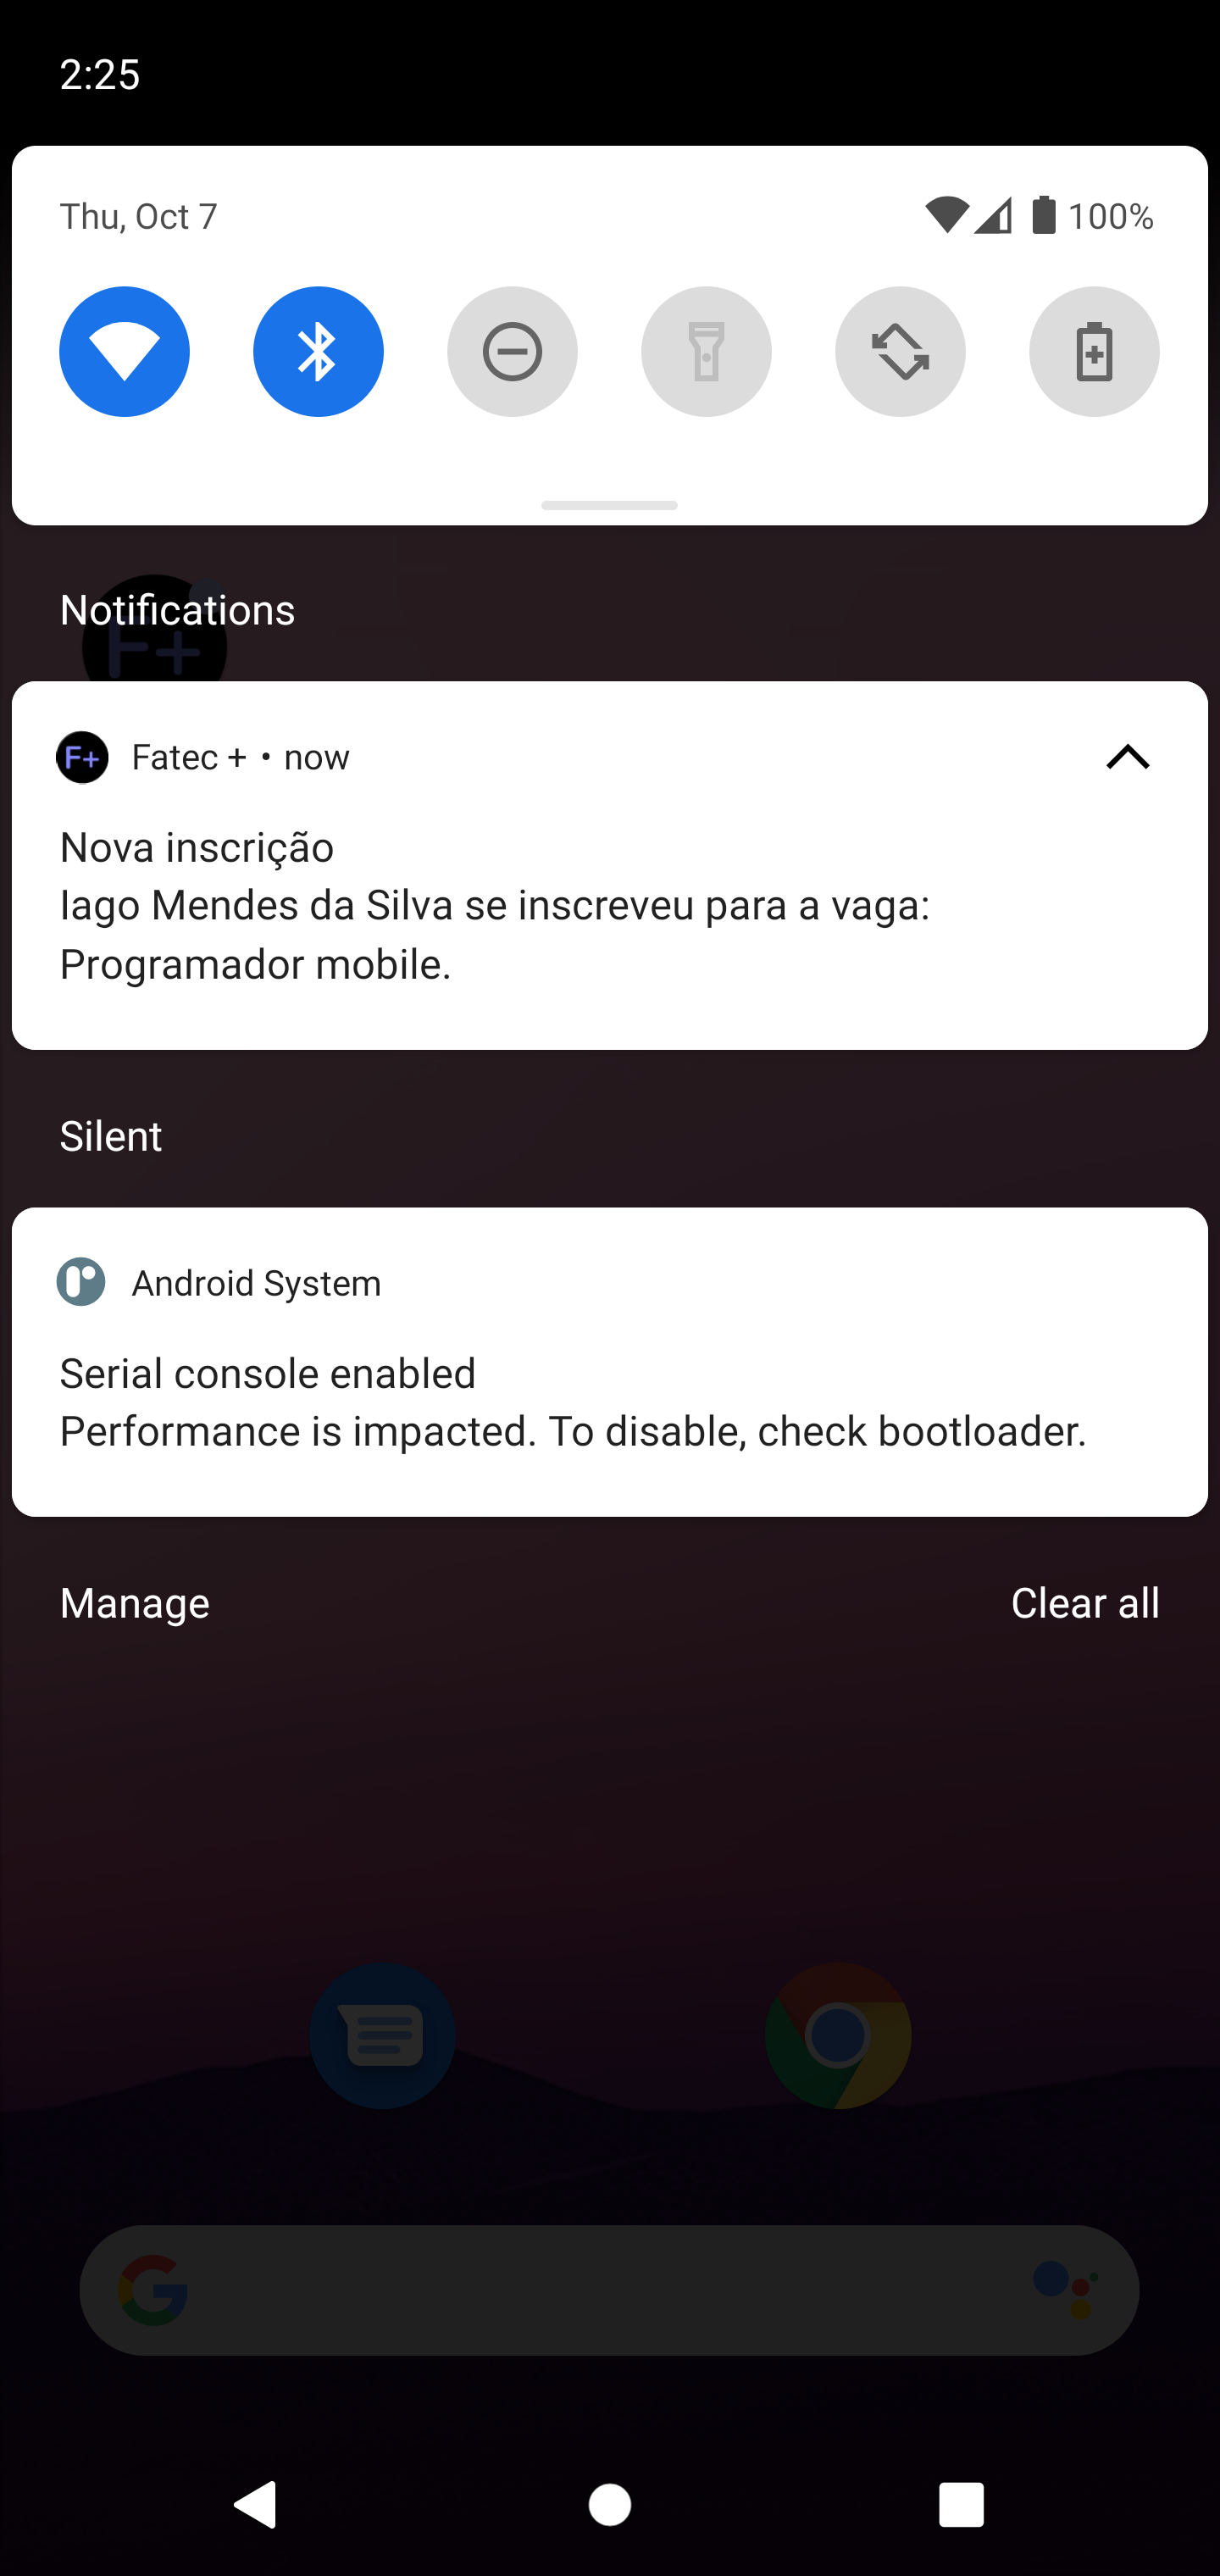 2:25
Thu, Oct 7
100%
Notifications
F+
F+ Fatec + • now
Nova inscrição
Iago Mendes da Silva se inscreveu para a vaga:
Programador mobile.
Silent
Android System
Serial console enabled
Performance is impacted. To disable, check bootloader.
Manage
Clear all
G